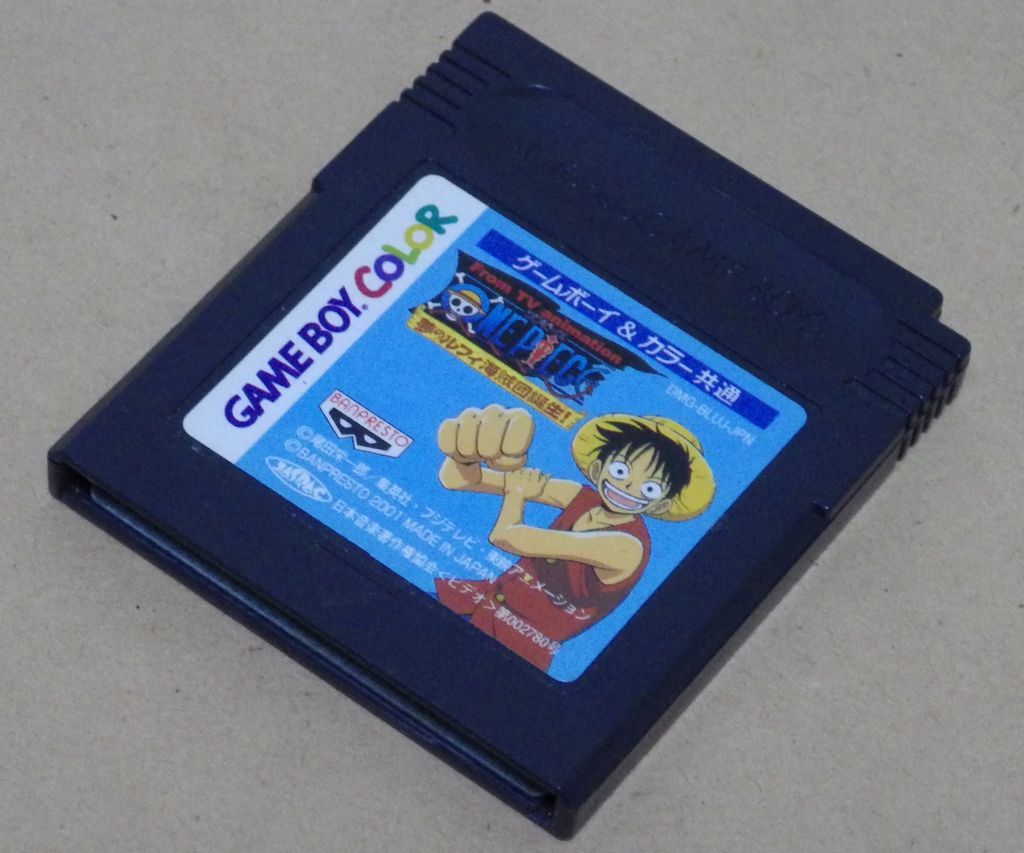 GAME BOY COLOR
ゲームボーイ & カラー共通
DMG-BLUJ-JPN
From TV animation
ONE PIECE
夢のルフィ海賊団誕生!
BANPRESTO
©尾田栄一郎/集英社・フジテレビ・東映アニメーション
©BANPRESTO 2001 MADE IN JAPAN
JASRAC
日本音楽著作権協会<ビデオ>第002780号